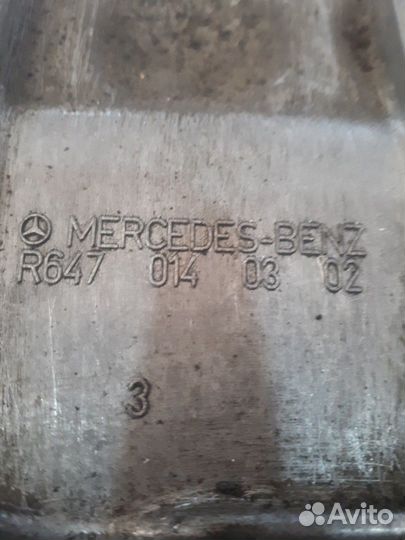 MERCEDES-BENZ
R647 014 03 02
3
Avito